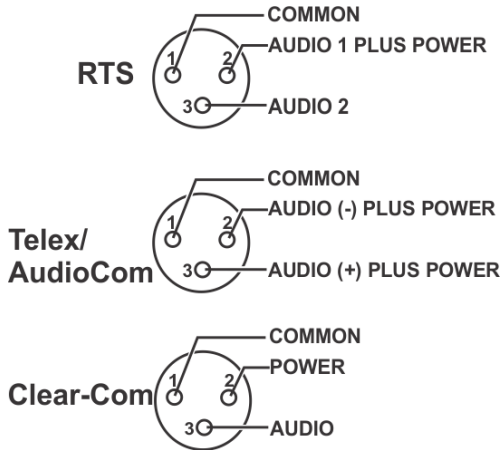 COMMON
AUDIO 1 PLUS POWER
RTS
1
2
3
AUDIO 2
COMMON
AUDIO (-) PLUS POWER
1
2
Telex/
AudioCom
3
AUDIO (+) PLUS POWER
COMMON
POWER
1
2
Clear-Com
3
AUDIO